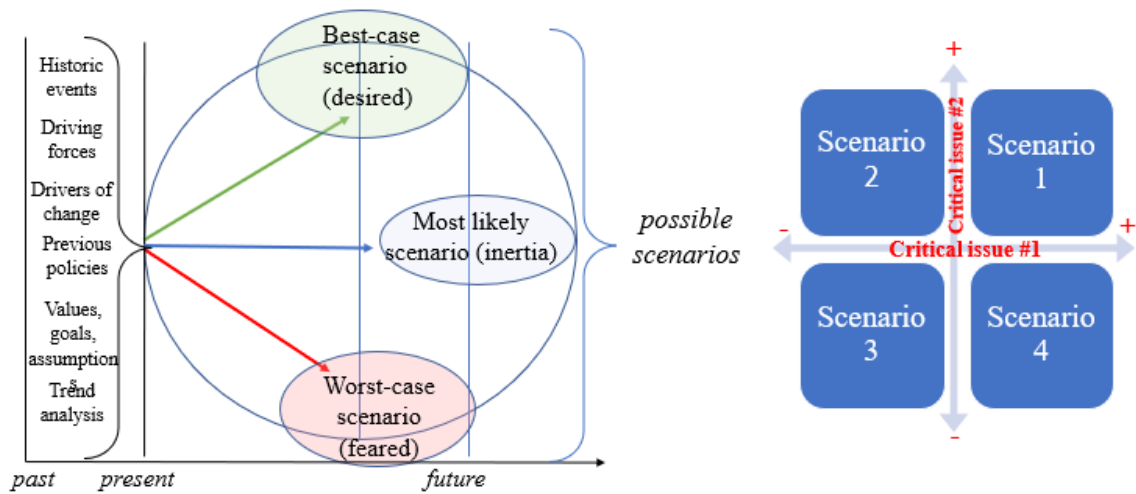 Historic
events
Driving
forces
Drivers of
change
Previous
policies
Values,
goals,
assumption
s
Trend
analysis
Best-case
scenario
(desired)
Most likely
scenario (inertia)
Worst-case
scenario
(feared)
past
present
future
possible
scenarios
+
Critical issue #2
Scenario
2
Scenario
1
-
Critical issue #1
+
Scenario
3
Scenario
4
-